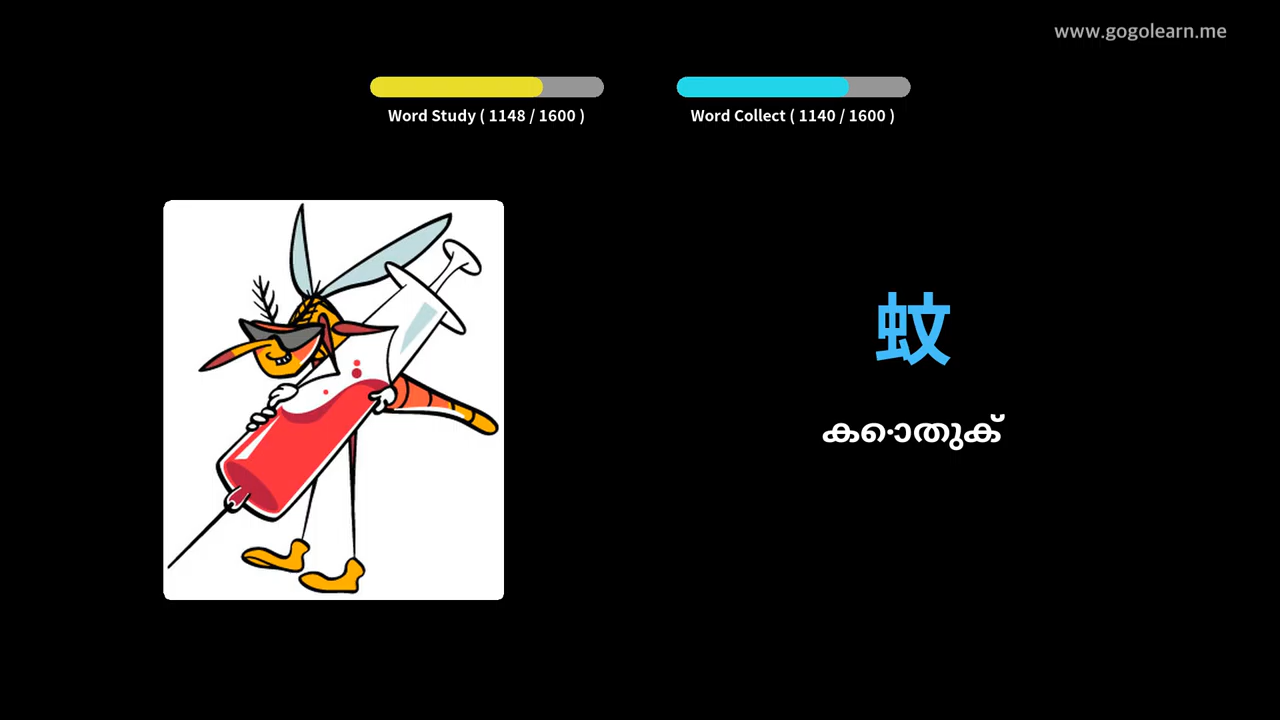 www.gogolearn.me
Word Study ( 1148 / 1600 )
Word Collect ( 1140 / 1600 )
蚊
കൊതുക്